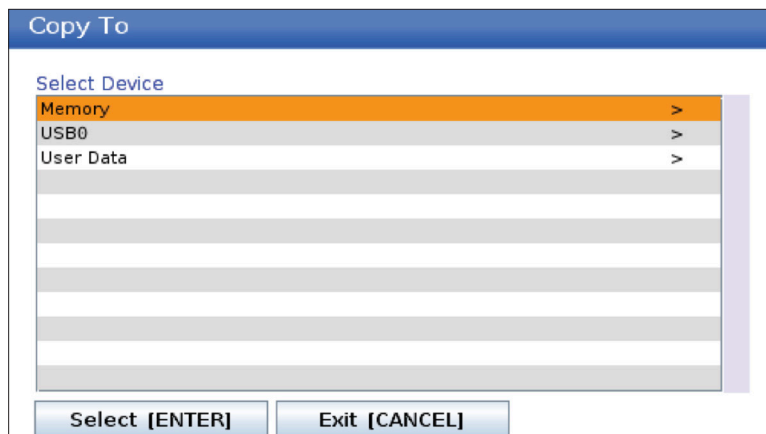 Copy To
Select Device
Memory >
USB0 >
User Data >
Select [ENTER] Exit [CANCEL]